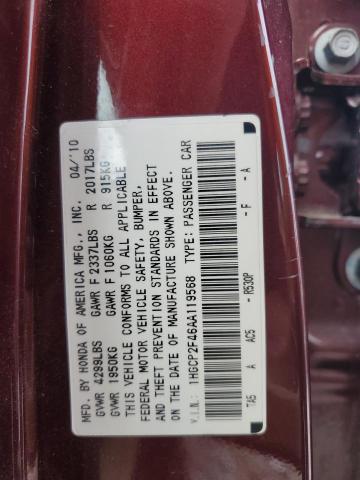 MFD. BY HONDA OF AMERICA MFG., INC. 04/'10
GVWR 4299LBS GAWR F 2337LBS R 2017LBS
GVWR 1950KG GAWR F 1060KG R 915KG
THIS VEHICLE CONFORMS TO ALL APPLICABLE
FEDERAL MOTOR VEHICLE SAFETY, BUMPER,
AND THEFT PREVENTION STANDARDS IN EFFECT
ON THE DATE OF MANUFACTURE SHOWN ABOVE.
V.I.N.: 1HGCP2F46AA119568 TYPE: PASSENGER CAR
TA5 A AC5 - R530P - F - A